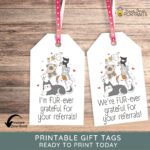 I'm FUR-ever
grateful for
your referrals!
We're FUR-ever
grateful for
your referrals!
PRINTABLE GIFT TAGS
READY TO PRINT TODAY